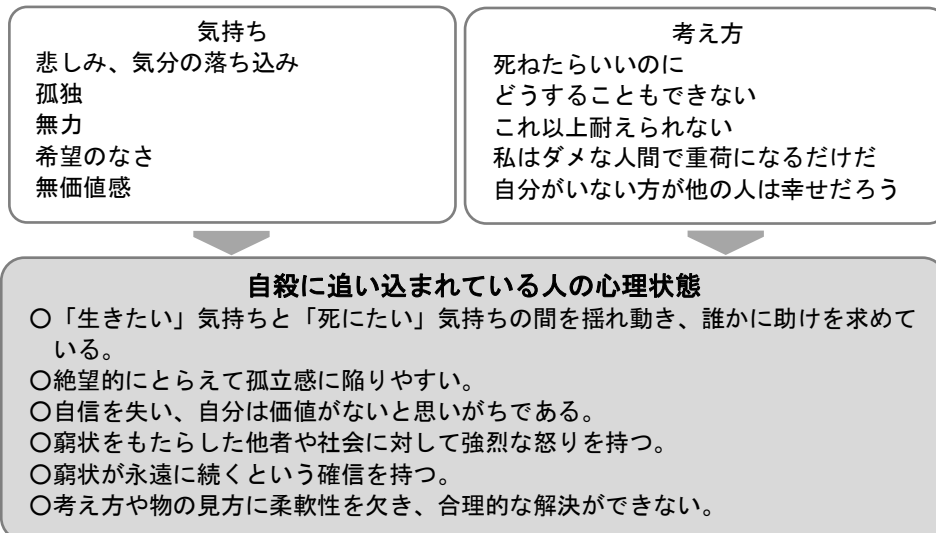 気持ち
悲しみ、気分の落ち込み
孤独
無力
希望のなさ
無価値感
考え方
死ねたらいいのに
どうすることもできない
これ以上耐えられない
私はダメな人間で重荷になるだけだ
自分がいない方が他の人は幸せだろう
自殺に追い込まれている人の心理状態
〇「生きたい」気持ちと「死にたい」気持ちの間を揺れ動き、誰かに助けを求めて
いる。
〇絶望的にとらえて孤立感に陥りやすい。
〇自信を失い、自分は価値がないと思いがちである。
〇窮状をもたらした他者や社会に対して強烈な怒りを持つ。
〇窮状が永遠に続くという確信を持つ。
〇考え方や物の見方に柔軟性を欠き、合理的な解決ができない。